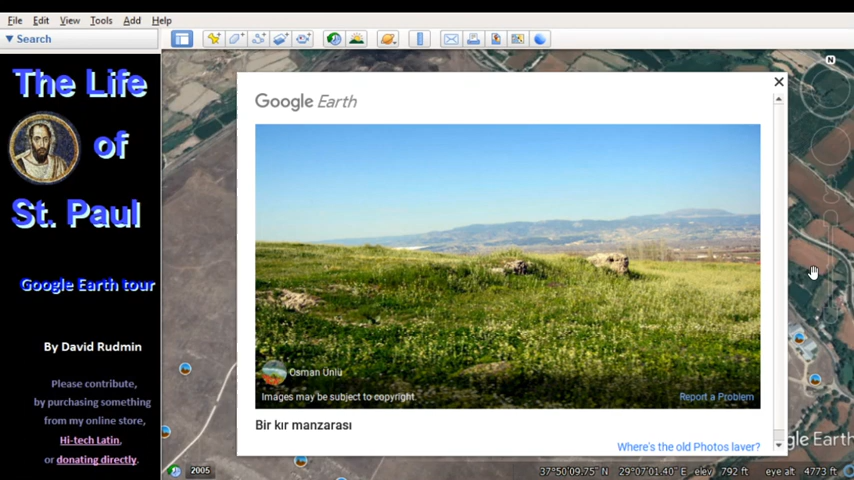 File Edit View Tools Add Help
Search
The Life
of
St. Paul
Google Earth tour
By David Rudmin
Please contribute,
by purchasing something
from my online store,
Hi-tech Latin,
or donating directly.
Google Earth
Osman Unlu
Images may be subject to copyright.
Report a Problem
Bir kır manzarası
Where's the old Photos layer?
N
gle Earth
2005
37°50'09.75" N 29°07'01.40" E elev 792 ft eye alt 4773 ft